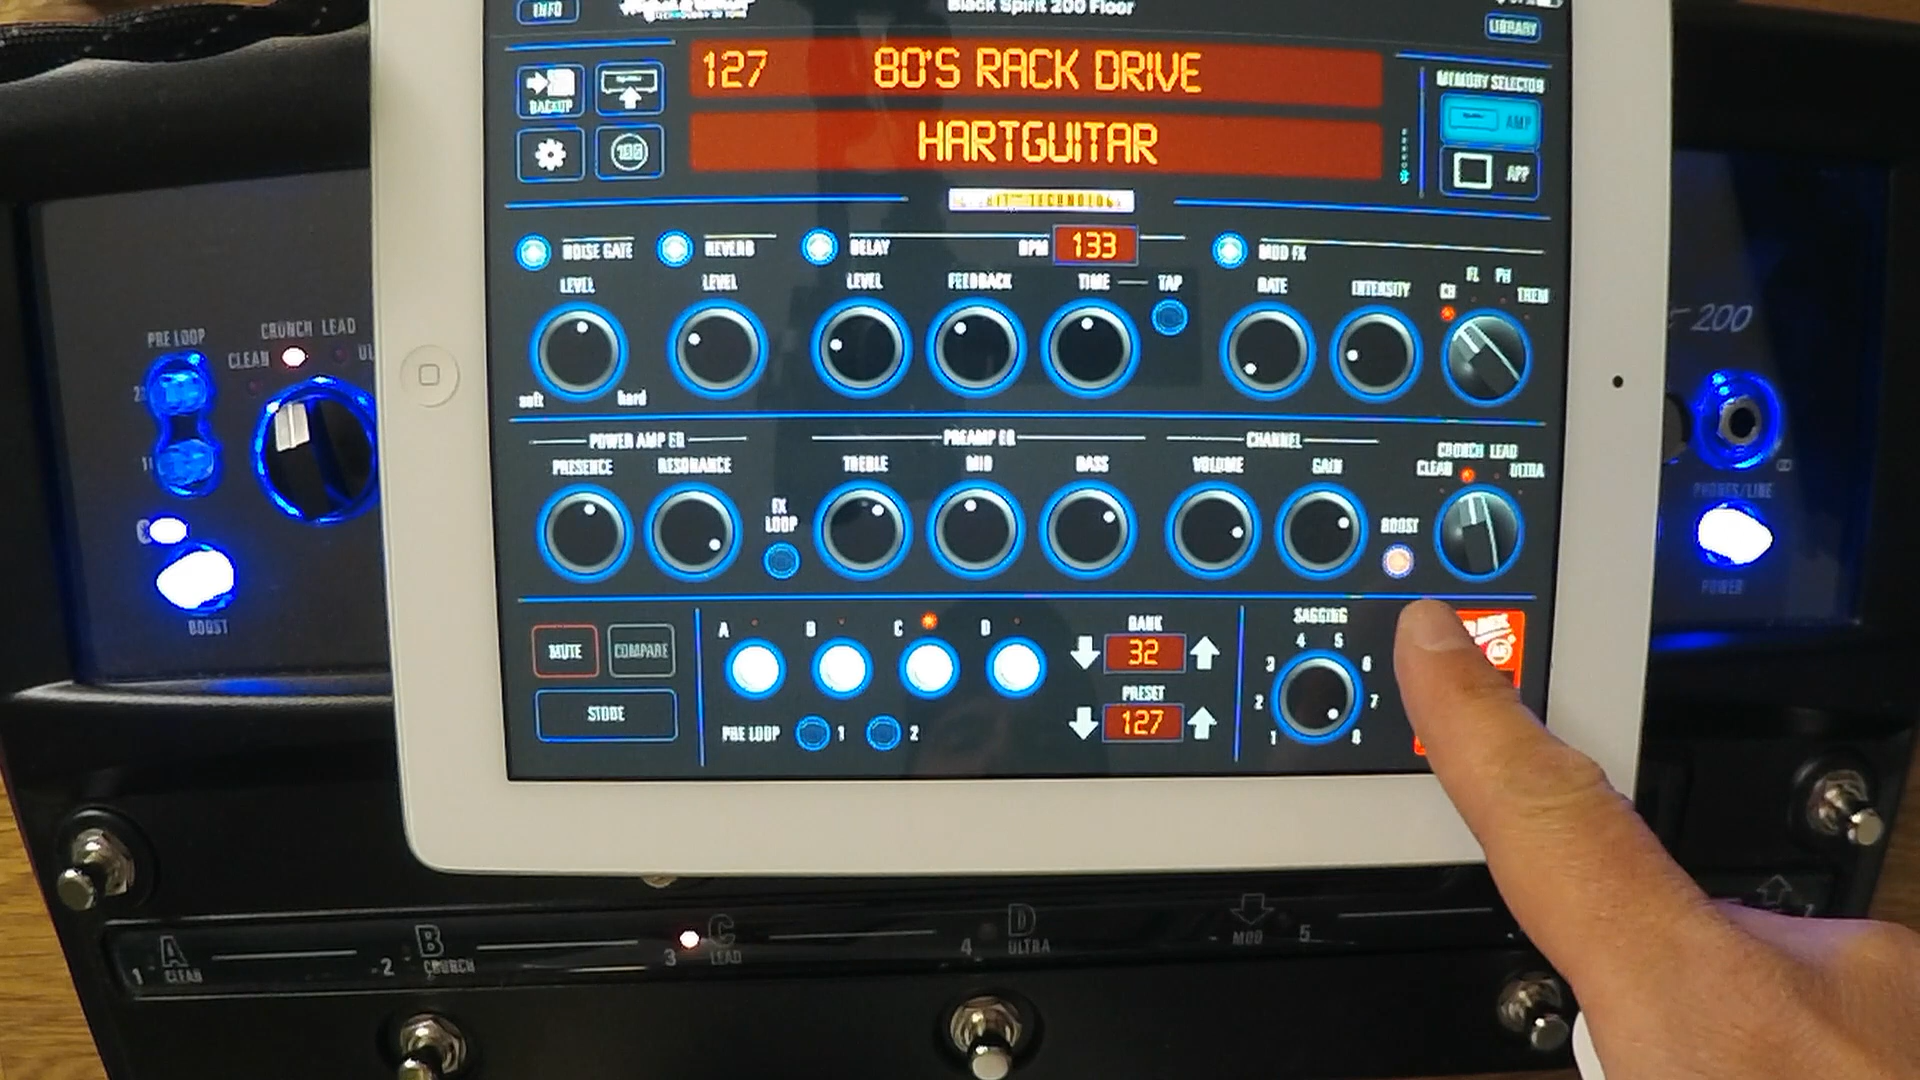 INFO
Black Spirit 200 Floor
LIBRARY
127 80'S RACK DRIVE
HARTGUITAR
BACKUP
MEMORY SELECTOR
AMP
APP
TECHNOLOGY
NOISE GATE REVERB DELAY BPM 133 MOD FX
LEVEL LEVEL LEVEL FEEDBACK TIME TAP RATE INTENSITY CH FL PH TREM
soft hard
POWER AMP EQ PREAMP EQ CHANNEL
PRESENCE RESONANCE TREBLE MID BASS VOLUME GAIN
CLEAN CRUNCH LEAD ULTRA
FX LOOP
BOOST
MUTE COMPARE
STORE
A B C D
PRE LOOP 1 2
BANK
32
PRESET
127
SAGGING
1 2 3 4 5 6 7 8
PRE LOOP
CLEAN CRUNCH LEAD
BOOST
200
PHONES/LINE
POWER
1 A CLEAN
2 B CRUNCH
3 C LEAD
4 D ULTRA
MOD 5